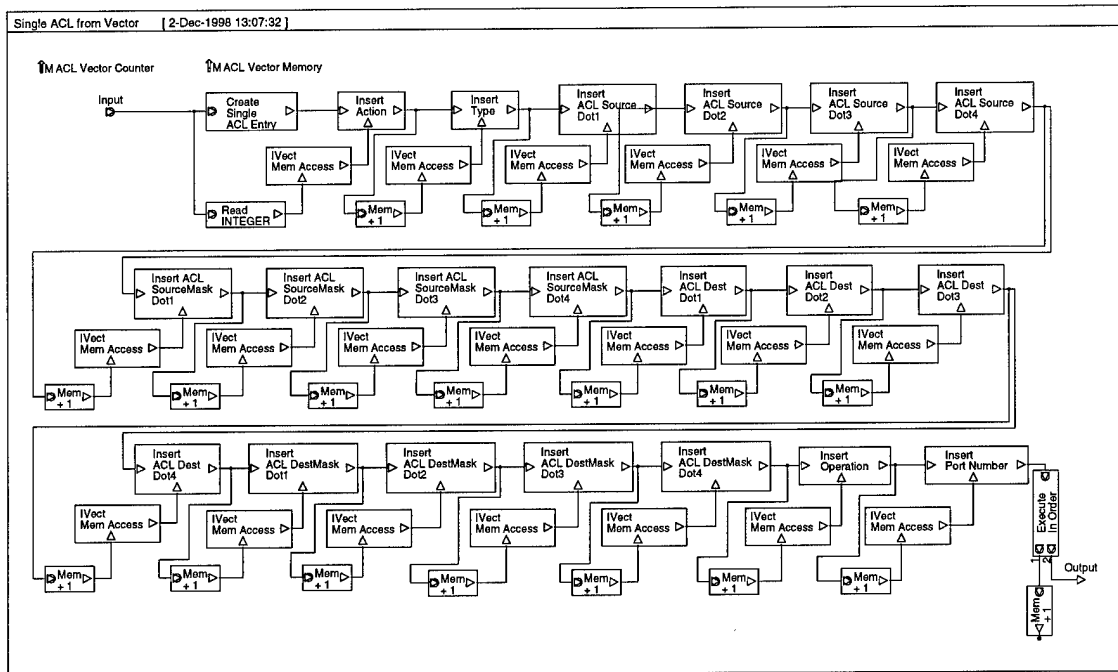 Single ACL from Vector [ 2-Dec-1998 13:07:32 ]
⇑M ACL Vector Counter
⇑M ACL Vector Memory
Input
Create
Single
ACL Entry
Insert
Action
Insert
Type
Insert
ACL Source
Dot1
Insert
ACL Source
Dot2
Insert
ACL Source
Dot3
Insert
ACL Source
Dot4
IVect
Mem Access
IVect
Mem Access
IVect
Mem Access
IVect
Mem Access
IVect
Mem Access
IVect
Mem Access
Read
INTEGER
Mem
+ 1
Mem
+ 1
Mem
+ 1
Mem
+ 1
Mem
+ 1
Insert ACL
SourceMask
Dot1
Insert ACL
SourceMask
Dot2
Insert ACL
SourceMask
Dot3
Insert ACL
SourceMask
Dot4
Insert
ACL Dest
Dot1
Insert
ACL Dest
Dot2
Insert
ACL Dest
Dot3
IVect
Mem Access
IVect
Mem Access
IVect
Mem Access
IVect
Mem Access
IVect
Mem Access
IVect
Mem Access
IVect
Mem Access
Mem
+ 1
Mem
+ 1
Mem
+ 1
Mem
+ 1
Mem
+ 1
Mem
+ 1
Mem
+ 1
Insert
ACL Dest
Dot4
Insert
ACL DestMask
Dot1
Insert
ACL DestMask
Dot2
Insert
ACL DestMask
Dot3
Insert
ACL DestMask
Dot4
Insert
Operation
Insert
Port Number
IVect
Mem Access
IVect
Mem Access
IVect
Mem Access
IVect
Mem Access
IVect
Mem Access
IVect
Mem Access
IVect
Mem Access
Execute
In Order
1
2
Output
Mem
+ 1
Mem
+ 1
Mem
+ 1
Mem
+ 1
Mem
+ 1
Mem
+ 1
Mem
+ 1
Mem
+ 1